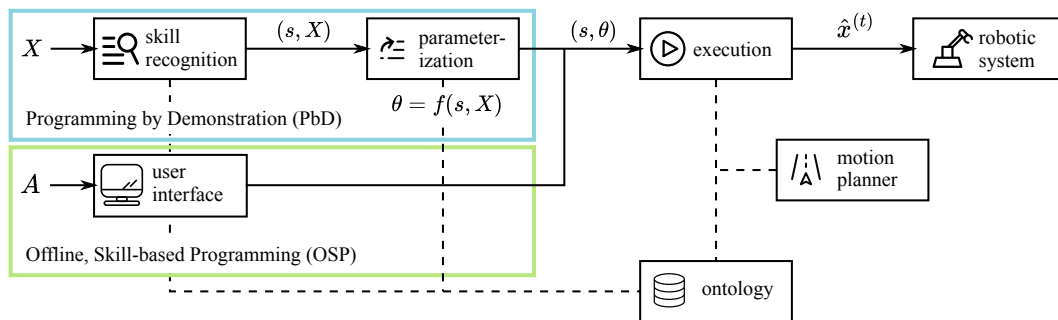 X
skill
recognition
(s, X)
parameter-
ization
(s, θ)
execution
x̂^(t)
robotic
system
θ = f(s, X)
Programming by Demonstration (PbD)
A
user
interface
motion
planner
Offline, Skill-based Programming (OSP)
ontology